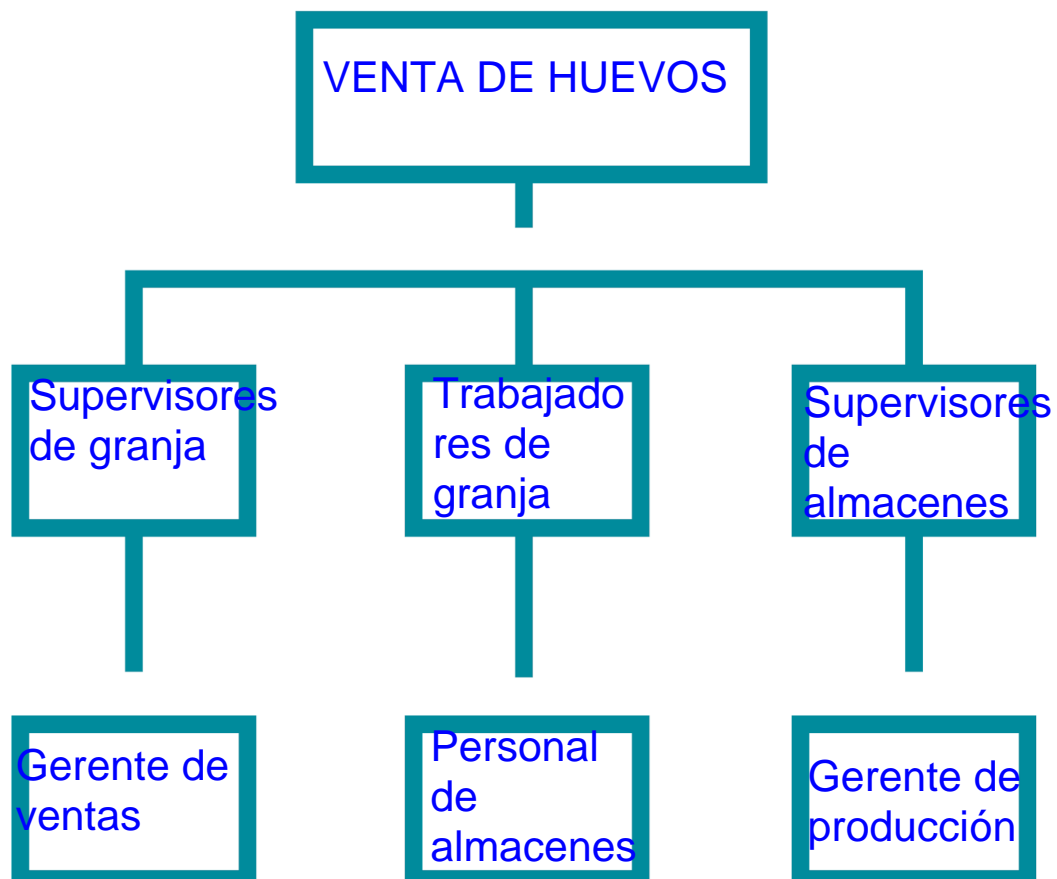 VENTA DE HUEVOS
Supervisores
de granja
Trabajado
res de
granja
Supervisores
de
almacenes
Gerente de
ventas
Personal
de
almacenes
Gerente de
producción